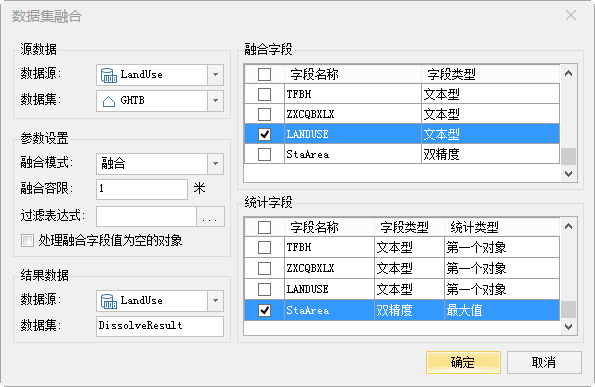 数据集融合
源数据
数据源: LandUse
数据集: GHTB
参数设置
融合模式: 融合
融合容限: 1 米
过滤表达式: ...
处理融合字段值为空的对象
结果数据
数据源: LandUse
数据集: DissolveResult
融合字段
字段名称 字段类型
TFBH 文本型
ZXCQBXLX 文本型
LANDUSE 文本型
StaArea 双精度
统计字段
字段名称 字段类型 统计类型
TFBH 文本型 第一个对象
ZXCQBXLX 文本型 第一个对象
LANDUSE 文本型 第一个对象
StaArea 双精度 最大值
确定 取消